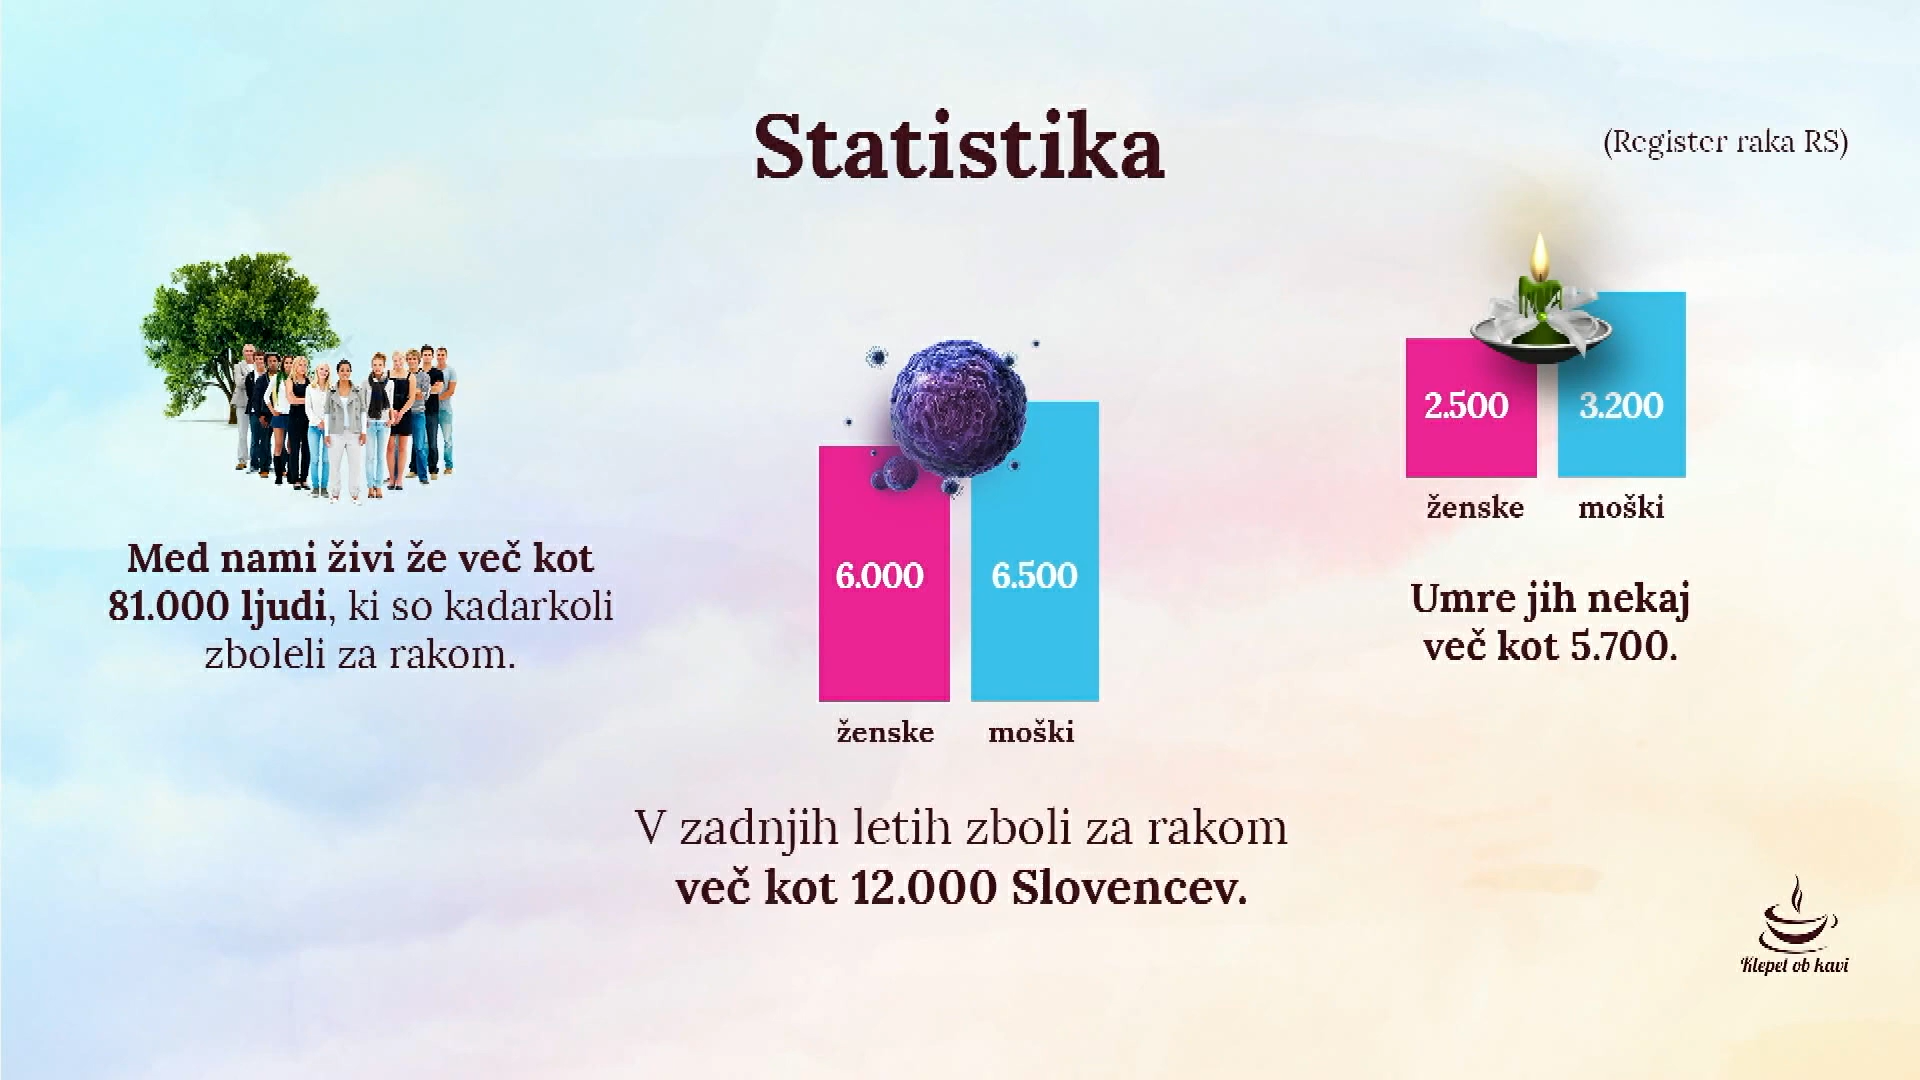 Statistika
(Register raka RS)
Med nami živi že več kot
81.000 ljudi, ki so kadarkoli
zboleli za rakom.
6.000
6.500
ženske
moški
V zadnjih letih zboli za rakom
več kot 12.000 Slovencev.
2.500
3.200
ženske
moški
Umre jih nekaj
več kot 5.700.
Klepet ob kavi